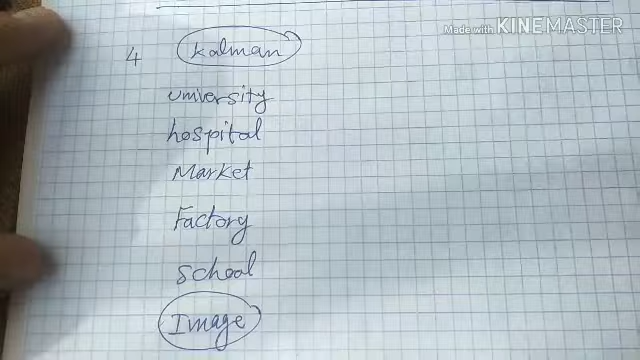 Made with KINEMASTER
4 Kalman
University
hospital
Market
Factory
School
Image